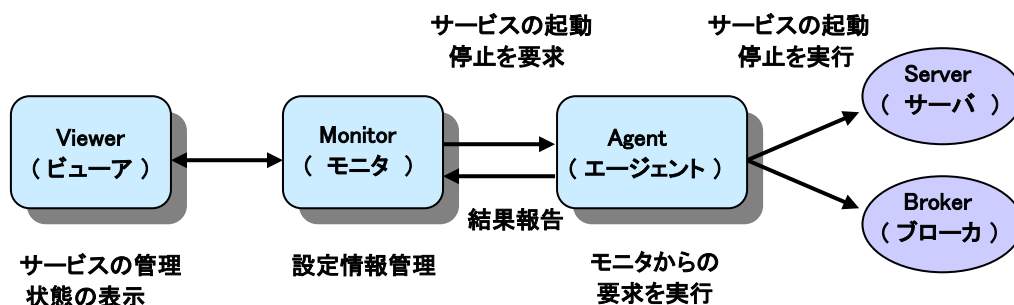 サービスの起動
停止を要求
サービスの起動
停止を実行
Viewer
（ビューア）
Monitor
（ モニタ ）
Agent
（エージェント）
Server
（ サーバ ）
Broker
（ブローカ）
結果報告
サービスの管理
状態の表示
設定情報管理
モニタからの
要求を実行